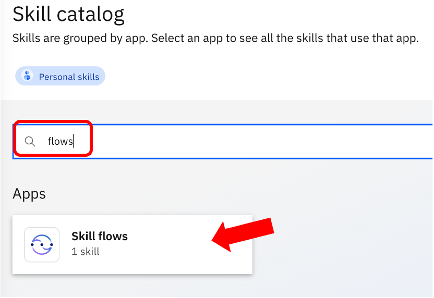 Skill catalog
Skills are grouped by app. Select an app to see all the skills that use that app.
Personal skills
flows
Apps
Skill flows
1 skill